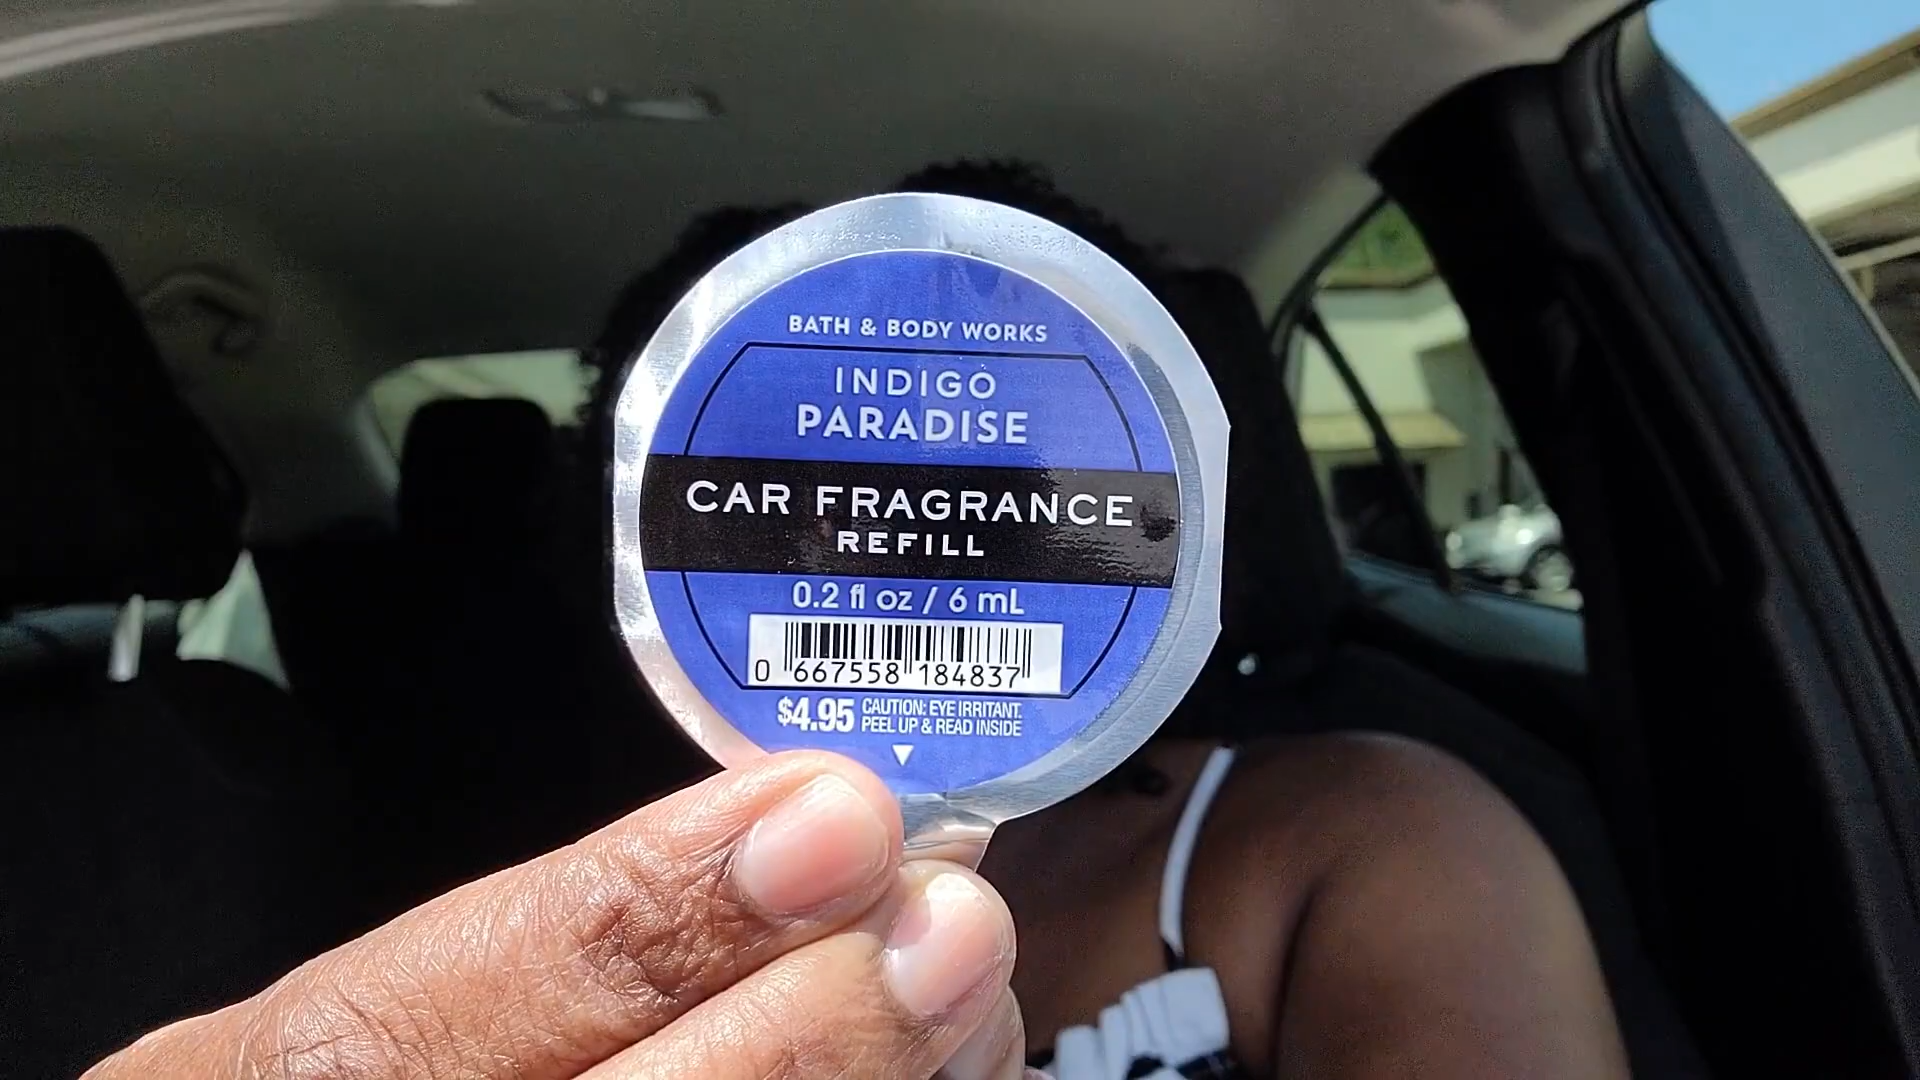 BATH & BODY WORKS
INDIGO
PARADISE
CAR FRAGRANCE
REFILL
0.2 fl oz / 6 mL
0 667558 184837
$4.95 CAUTION: EYE IRRITANT.
PEEL UP & READ INSIDE